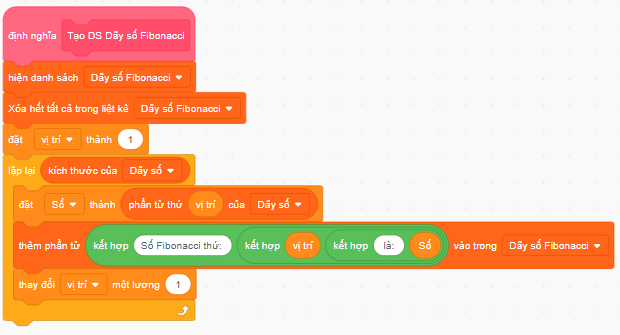 định nghĩa Tạo DS Dãy số Fibonacci
hiện danh sách Dãy số Fibonacci
Xóa hết tất cả trong liệt kê Dãy số Fibonacci
đặt vị trí thành 1
lặp lại kích thước của Dãy số
đặt Số thành phần tử thứ vị trí của Dãy số
thêm phần tử kết hợp Số Fibonacci thứ: kết hợp vị trí kết hợp là: Số vào trong Dãy số Fibonacci
thay đổi vị trí một lượng 1